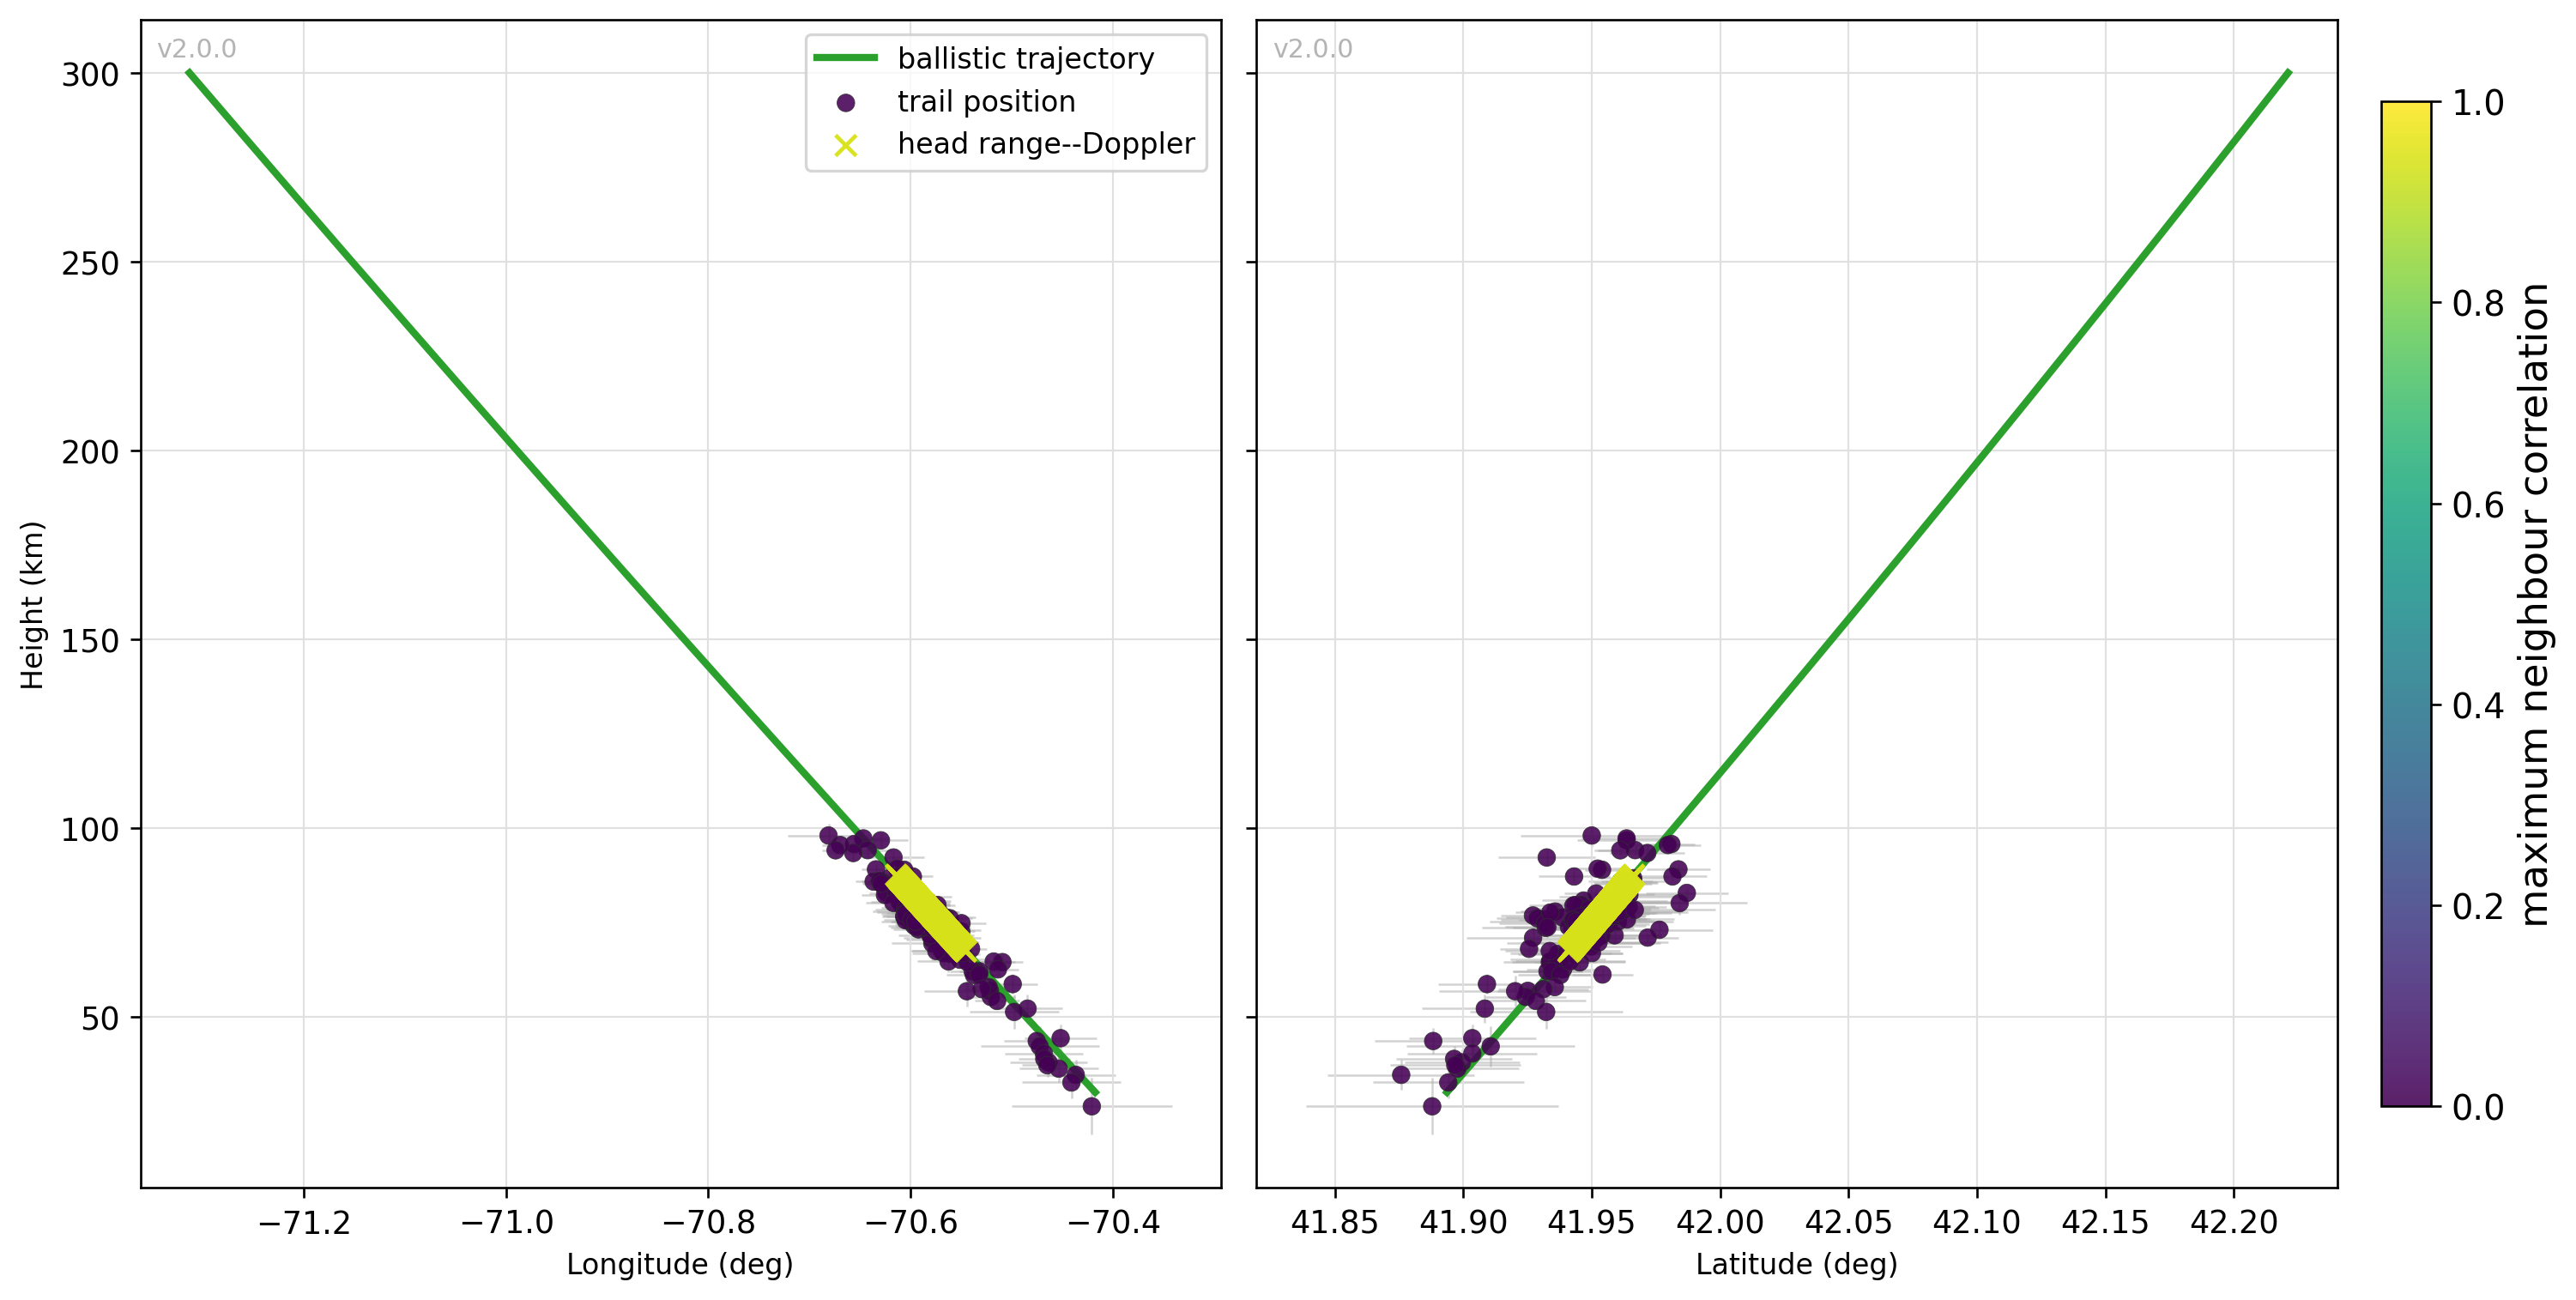 v2.0.0
ballistic trajectory
trail position
head range--Doppler
300
250
200
150
100
50
Height (km)
−71.2
−71.0
−70.8
−70.6
−70.4
Longitude (deg)
v2.0.0
41.85
41.90
41.95
42.00
42.05
42.10
42.15
42.20
Latitude (deg)
1.0
0.8
0.6
0.4
0.2
0.0
maximum neighbour correlation